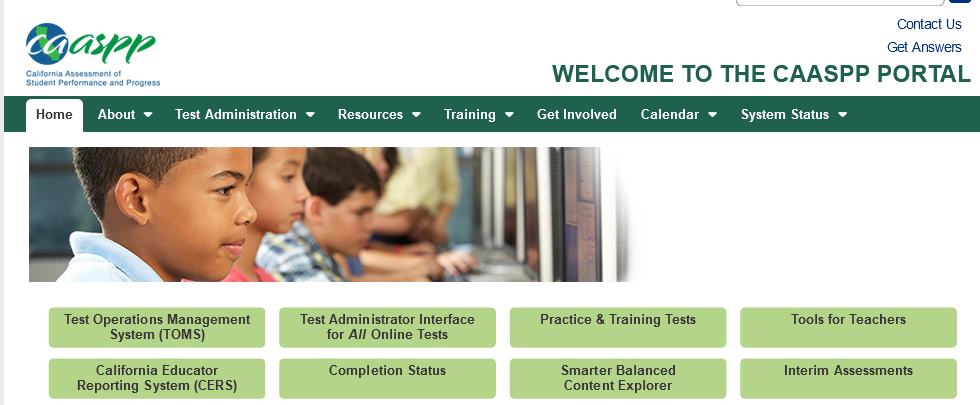 caaspp
California Assessment of
Student Performance and Progress
Contact Us
Get Answers
WELCOME TO THE CAASPP PORTAL
Home About Test Administration Resources Training Get Involved Calendar System Status
Test Operations Management
System (TOMS)
Test Administrator Interface
for All Online Tests
Practice & Training Tests
Tools for Teachers
California Educator
Reporting System (CERS)
Completion Status
Smarter Balanced
Content Explorer
Interim Assessments